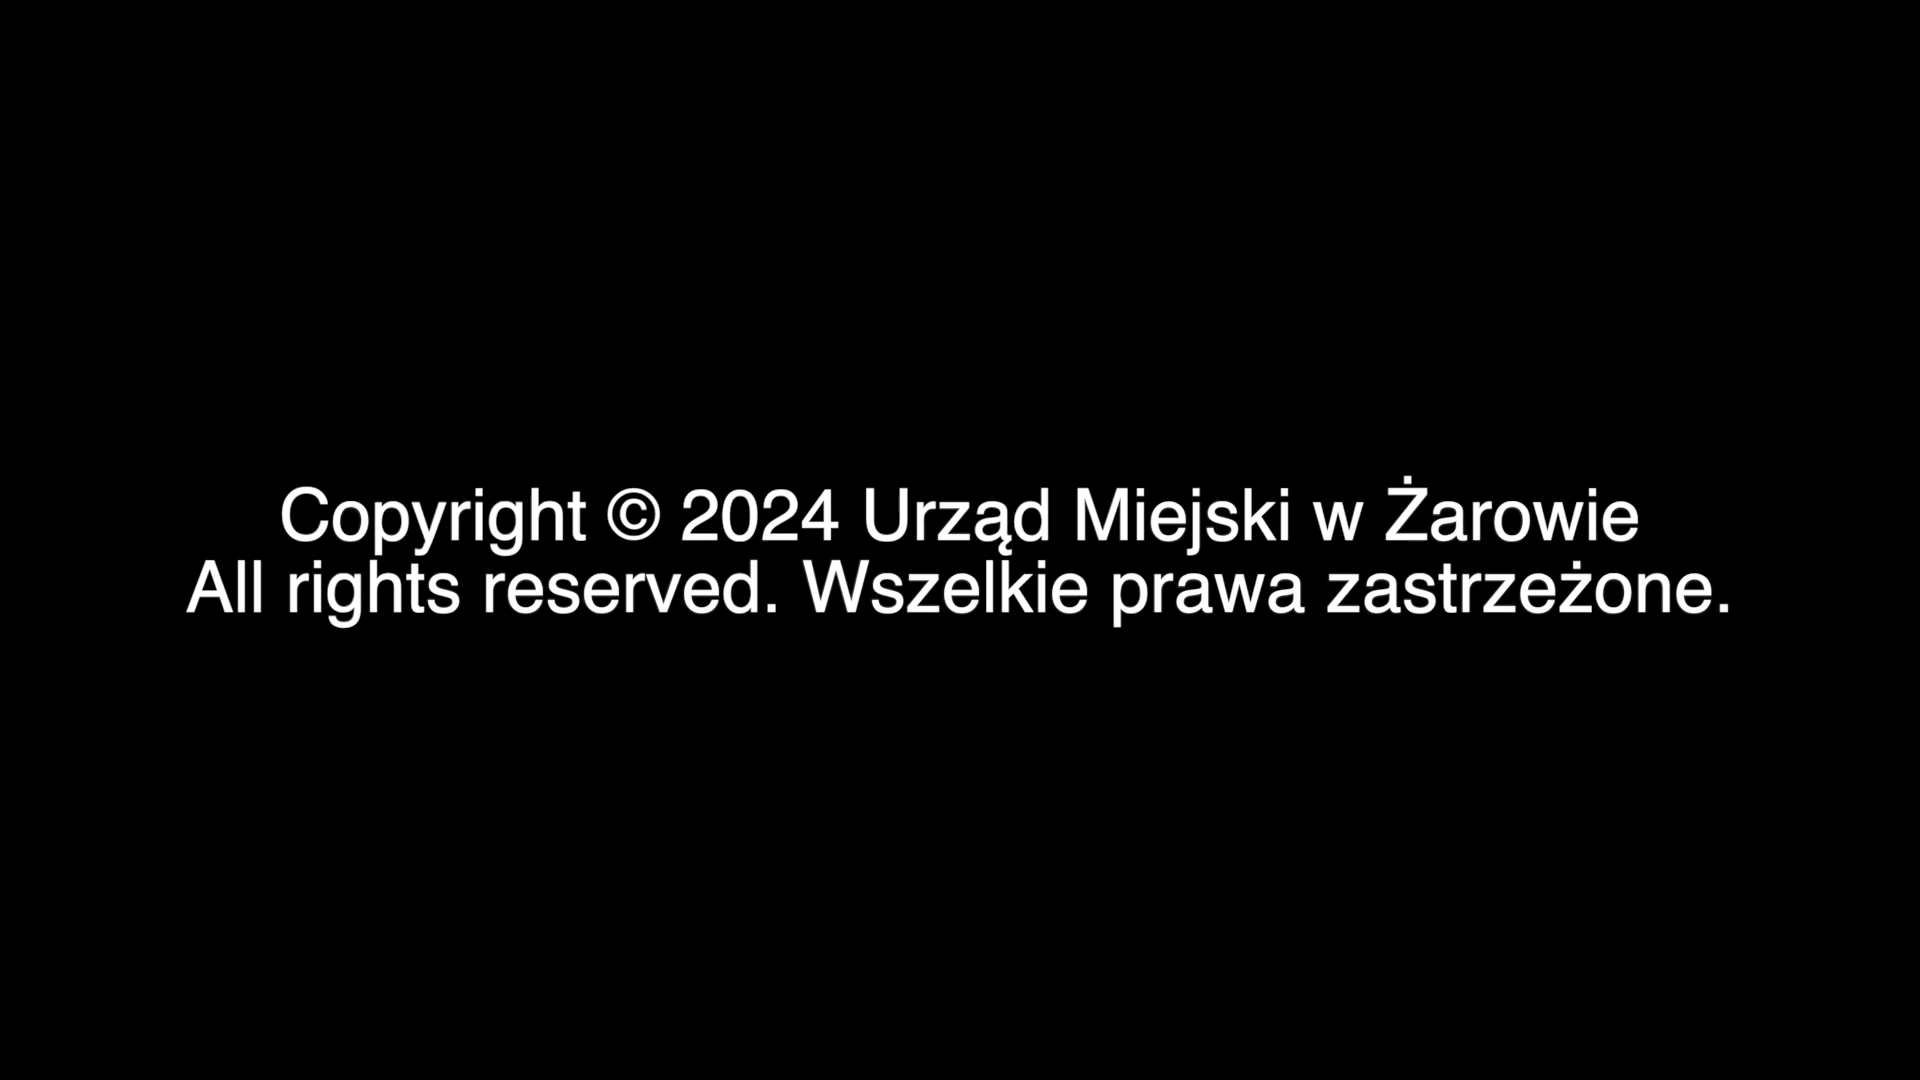 Copyright © 2024 Urząd Miejski w Żarowie
All rights reserved. Wszelkie prawa zastrzeżone.